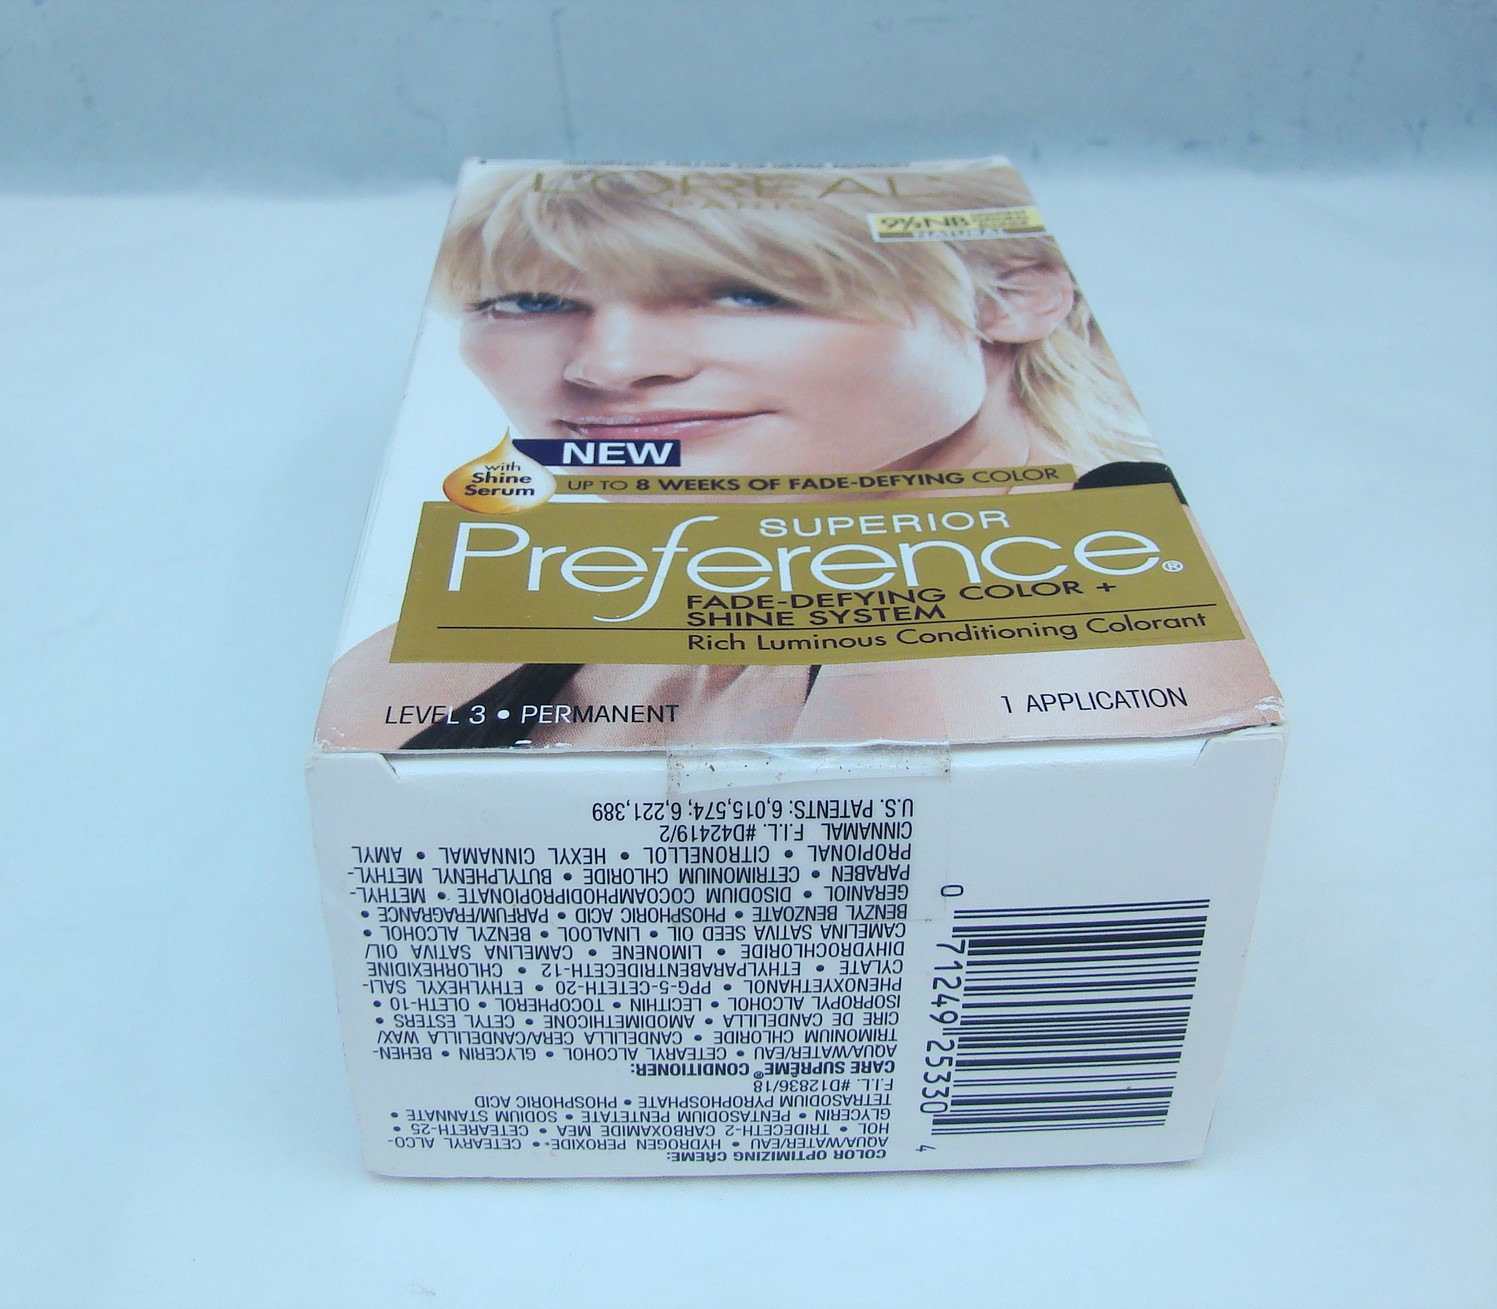 L'ORÉAL
PARIS
9½NB
NATURAL
NEW
with
Shine
Serum
UP TO 8 WEEKS OF FADE-DEFYING COLOR
SUPERIOR
Preference®
FADE-DEFYING COLOR +
SHINE SYSTEM
Rich Luminous Conditioning Colorant
LEVEL 3 • PERMANENT
1 APPLICATION
COLOR OPTIMIZING CRÈME:
AQUA/WATER/EAU • HYDROGEN PEROXIDE • CETEARYL ALCO-
HOL • TRIDECETH-2 CARBOXAMIDE MEA • CETEARETH-25 •
GLYCERIN • PENTASODIUM PENTETATE • SODIUM STANNATE •
TETRASODIUM PYROPHOSPHATE • PHOSPHORIC ACID
F.I.L. #D12836/18
CARE SUPRÊME® CONDITIONER:
AQUA/WATER/EAU • CETEARYL ALCOHOL • GLYCERIN • BEHEN-
TRIMONIUM CHLORIDE • CANDELILLA CERA/CANDELILLA WAX/
CIRE DE CANDELILLA • AMODIMETHICONE • CETYL ESTERS •
ISOPROPYL ALCOHOL • LECITHIN • TOCOPHEROL • OLETH-10 •
PHENOXYETHANOL • PPG-5-CETETH-20 • ETHYLHEXYL SALI-
CYLATE • ETHYLPARABEN TRIDECETH-12 • CHLORHEXIDINE
DIHYDROCHLORIDE • LIMONENE • CAMELINA SATIVA OIL/
CAMELINA SATIVA SEED OIL • LINALOOL • BENZYL ALCOHOL •
BENZYL BENZOATE • PHOSPHORIC ACID • PARFUM/FRAGRANCE •
GERANIOL • DISODIUM COCOAMPHODIPROPIONATE • METHYL-
PARABEN • CETRIMONIUM CHLORIDE • BUTYLPHENYL METHYL-
PROPIONAL • CITRONELLOL • HEXYL CINNAMAL • AMYL
CINNAMAL F.I.L. #D42419/2
U.S. PATENTS: 6,015,574; 6,221,389
0 71249 25330 4